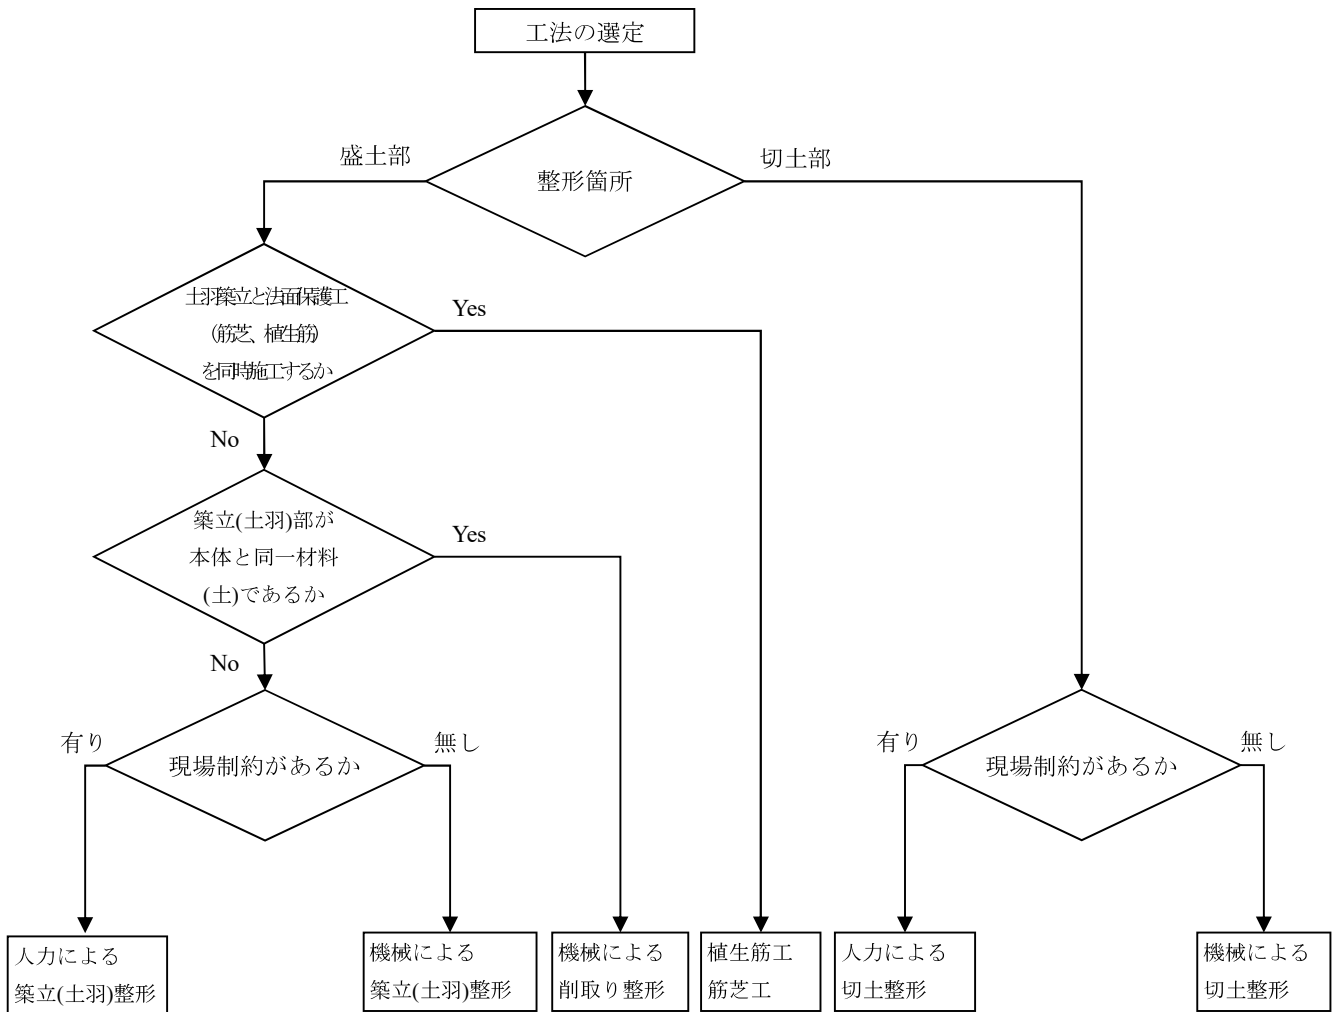 工法の選定
盛土部
切土部
整形箇所
土羽築立と法面保護工
(筋芝、植生筋)
を同時施工するか
Yes
No
築立(土羽)部が
本体と同一材料
(土)であるか
Yes
No
有り
現場制約があるか
無し
有り
現場制約があるか
無し
人力による
築立(土羽)整形
機械による
築立(土羽)整形
機械による
削取り整形
植生筋工
筋芝工
人力による
切土整形
機械による
切土整形